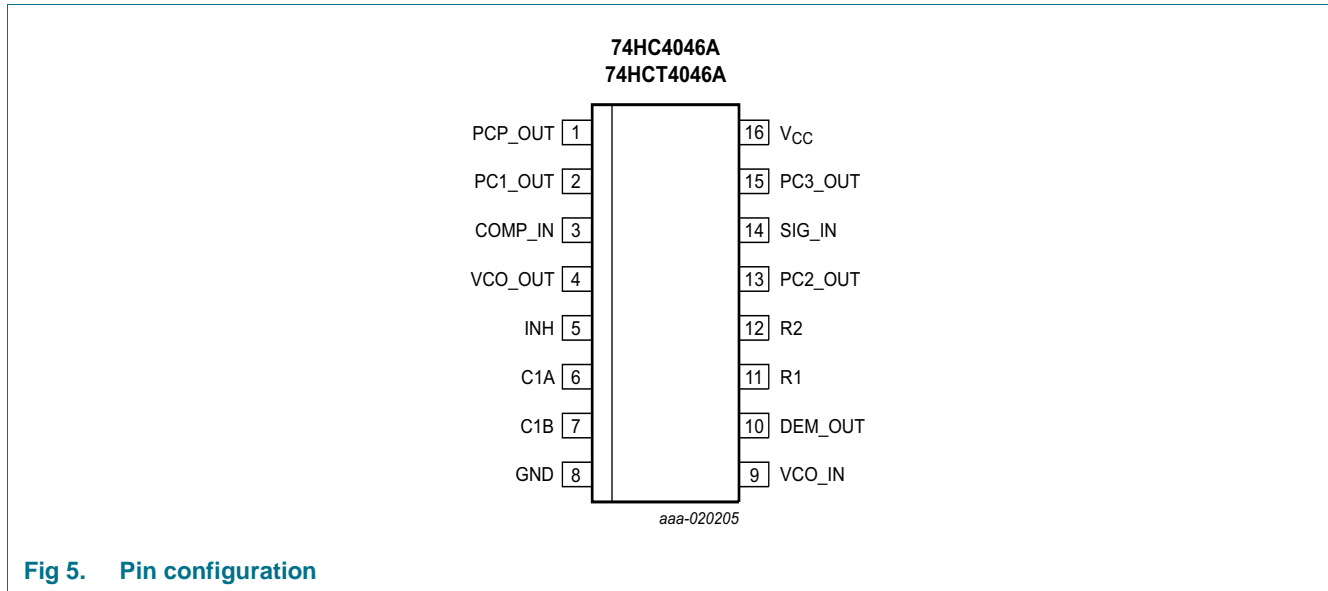 74HC4046A
74HCT4046A
PCP_OUT 1
16 VCC
PC1_OUT 2
15 PC3_OUT
COMP_IN 3
14 SIG_IN
VCO_OUT 4
13 PC2_OUT
INH 5
12 R2
C1A 6
11 R1
C1B 7
10 DEM_OUT
GND 8
9 VCO_IN
aaa-020205
Fig 5. Pin configuration